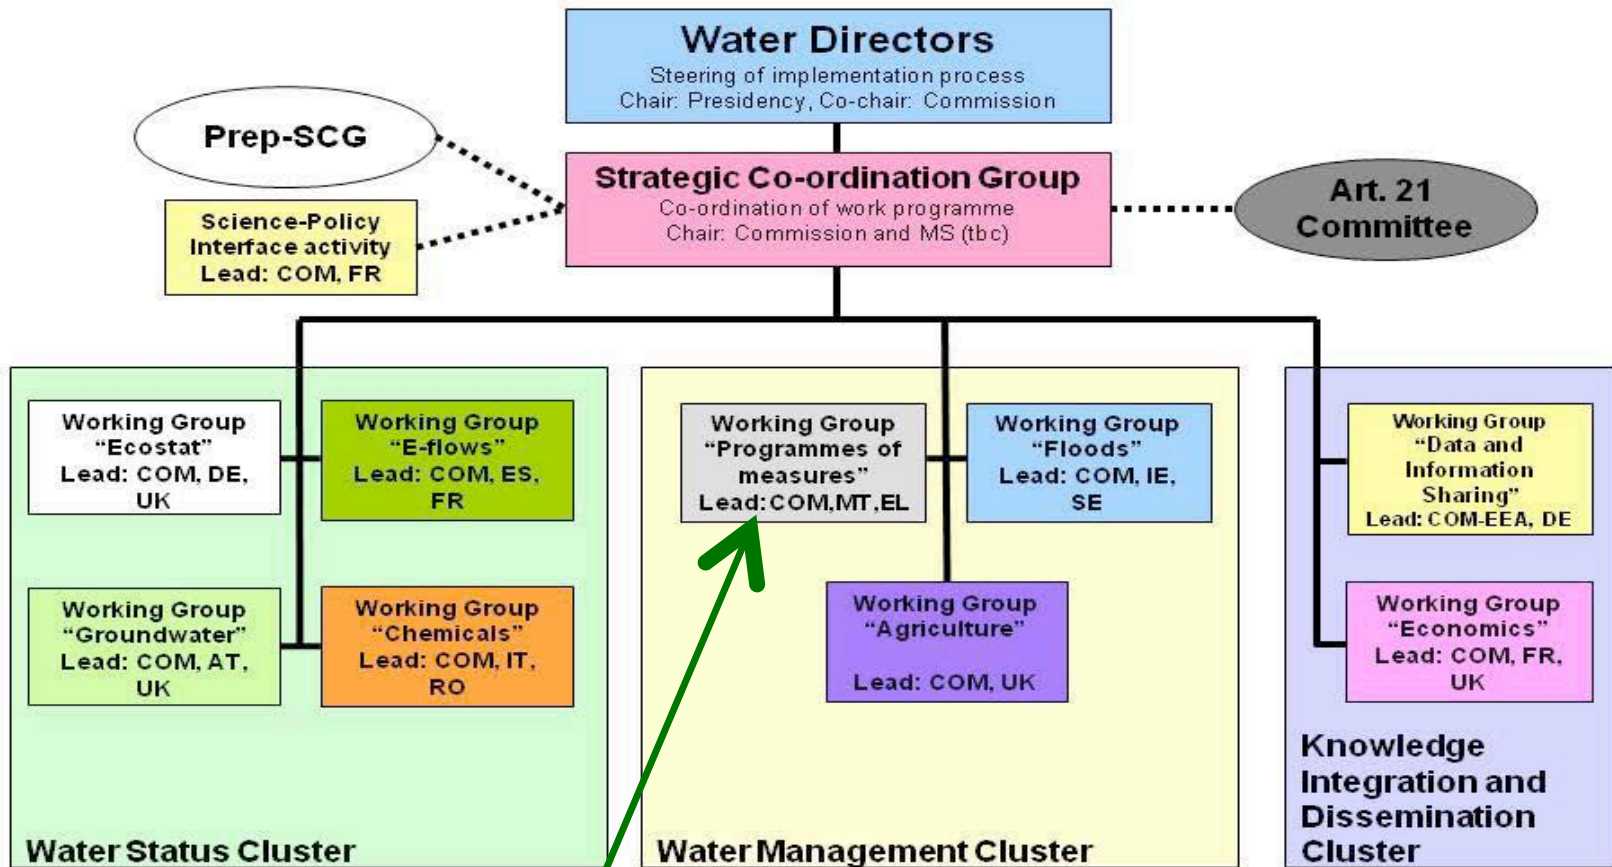 Water Directors
Steering of implementation process
Chair: Presidency, Co-chair: Commission
Prep-SCG
Strategic Co-ordination Group
Co-ordination of work programme
Chair: Commission and MS (tbc)
Art. 21
Committee
Science-Policy
Interface activity
Lead: COM, FR
Working Group
“Ecostat”
Lead: COM, DE,
UK
Working Group
“E-flows”
Lead: COM, ES,
FR
Working Group
“Groundwater”
Lead: COM, AT,
UK
Working Group
“Chemicals”
Lead: COM, IT,
RO
Water Status Cluster
Working Group
“Programmes of
measures”
Lead:COM,MT,EL
Working Group
“Floods”
Lead: COM, IE,
SE
Working Group
“Agriculture”
Lead: COM, UK
Water Management Cluster
Working Group
“Data and
Information
Sharing”
Lead: COM-EEA, DE
Working Group
“Economics”
Lead: COM, FR,
UK
Knowledge
Integration and
Dissemination
Cluster